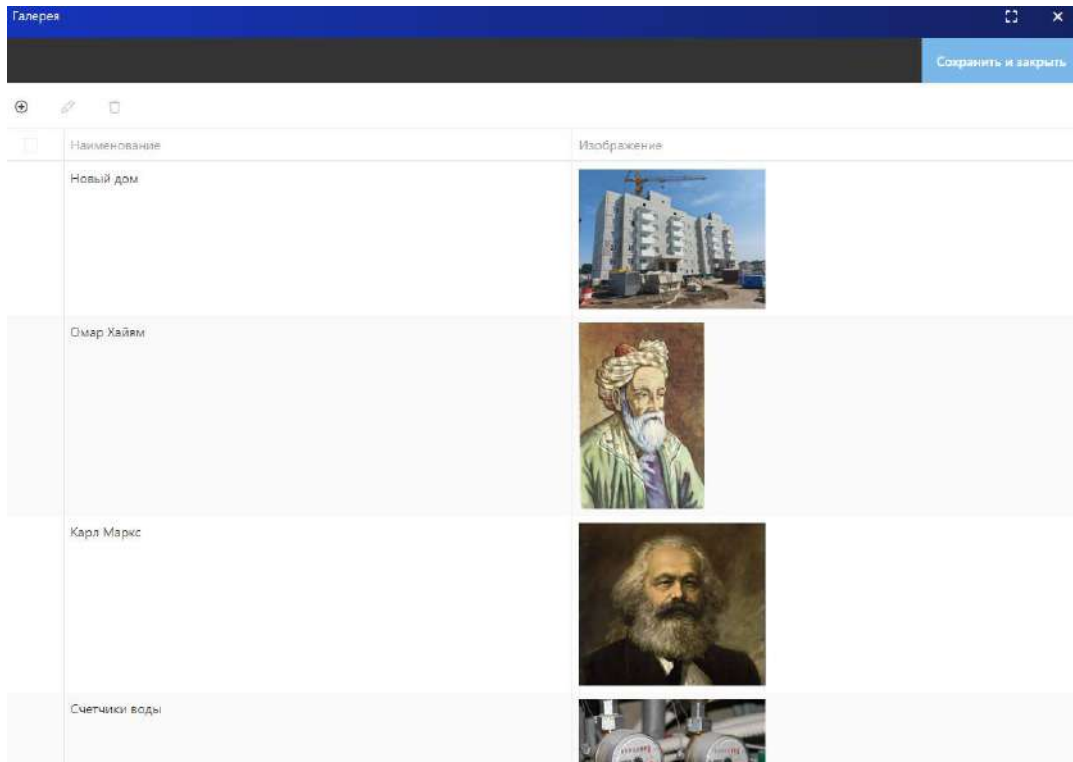 Галерея
Сохранить и закрыть
Наименование
Изображение
Новый дом
Омар Хайям
Карл Маркс
Счетчики воды